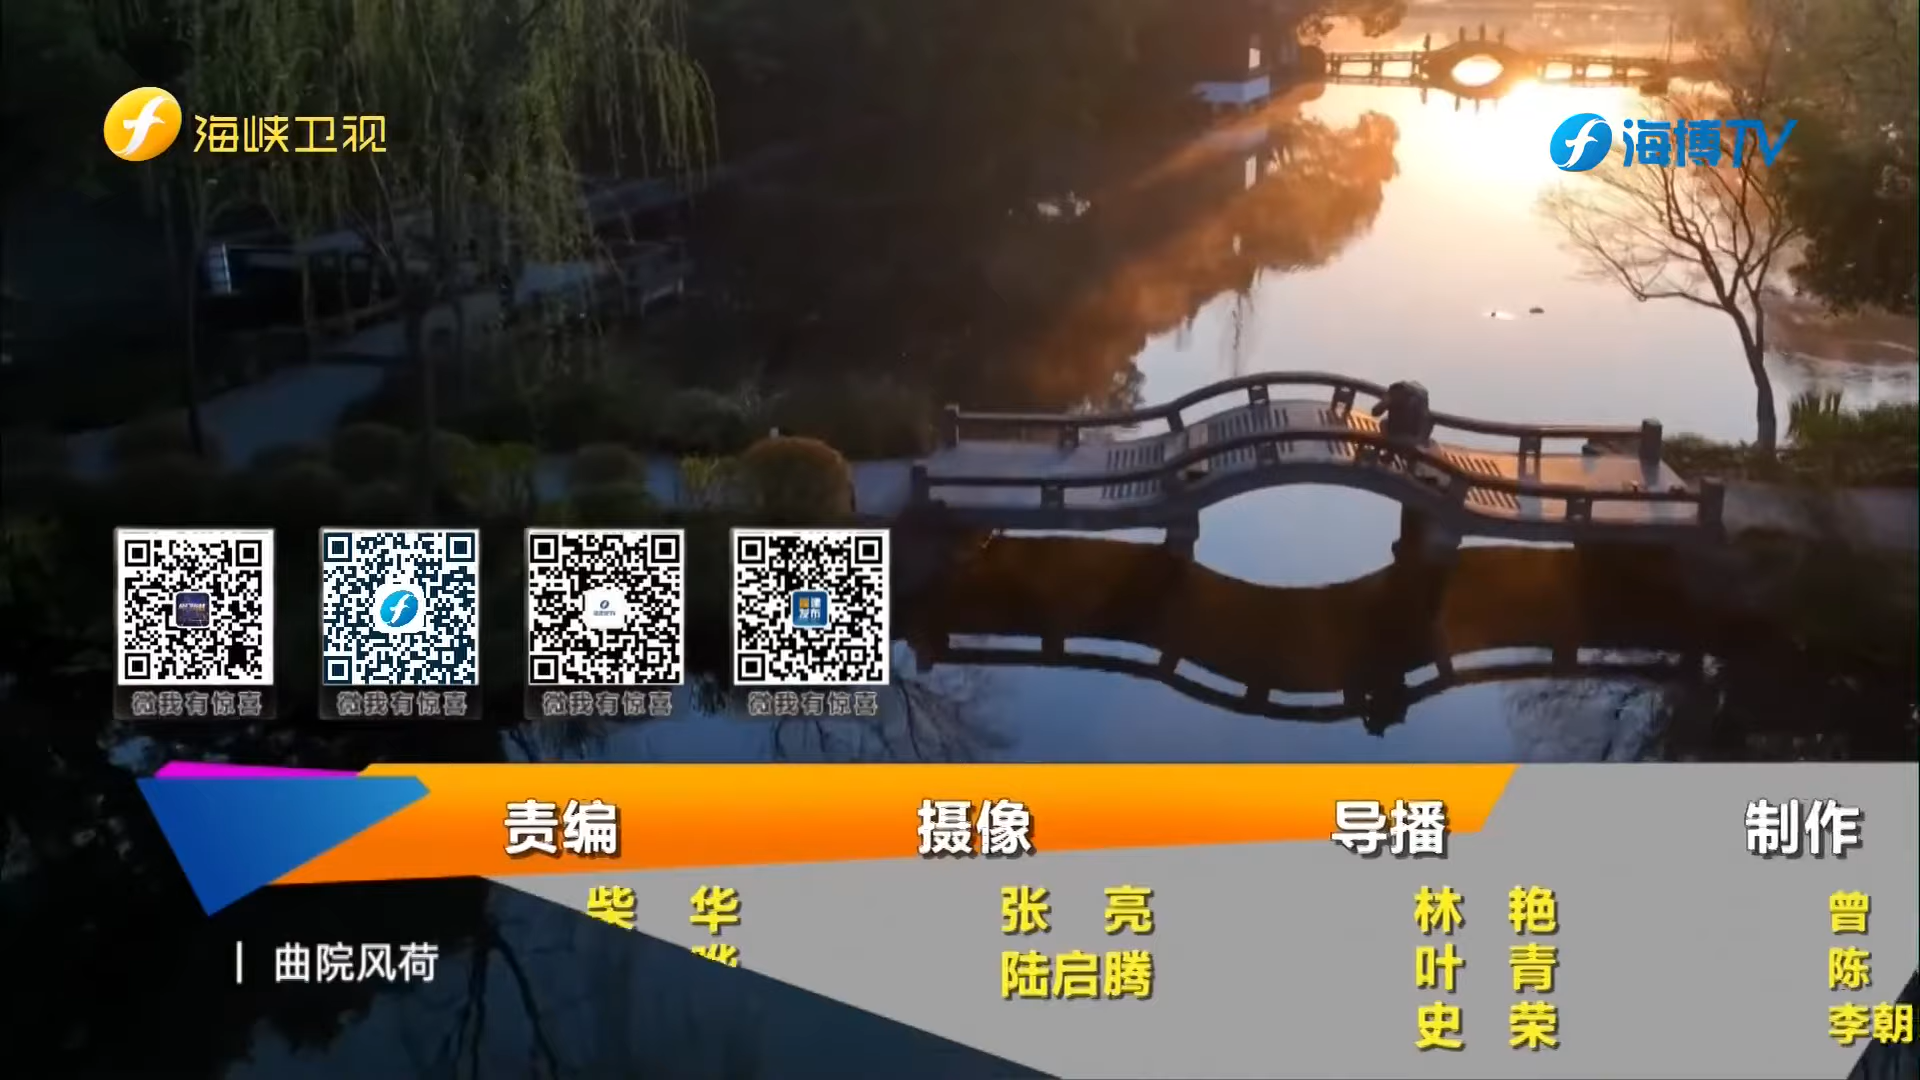 海峡卫视
海博TV
微我有惊喜
微我有惊喜
微我有惊喜
微我有惊喜
责编
摄像
导播
制作
柴 华
张 亮
林 艳
曾
陆启腾
叶 青
陈
史 荣
李朝
曲院风荷